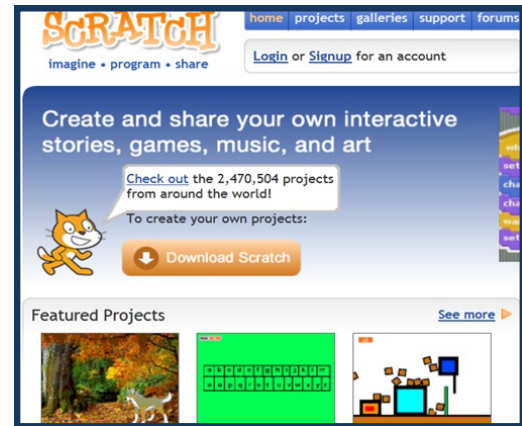 SCRATCH
imagine • program • share
home projects galleries support forums
Login or Signup for an account
Create and share your own interactive
stories, games, music, and art
Check out the 2,470,504 projects
from around the world!
To create your own projects:
Download Scratch
Featured Projects
See more
a b c d e f g h i j k l m
n o p q r s t u v w x y z